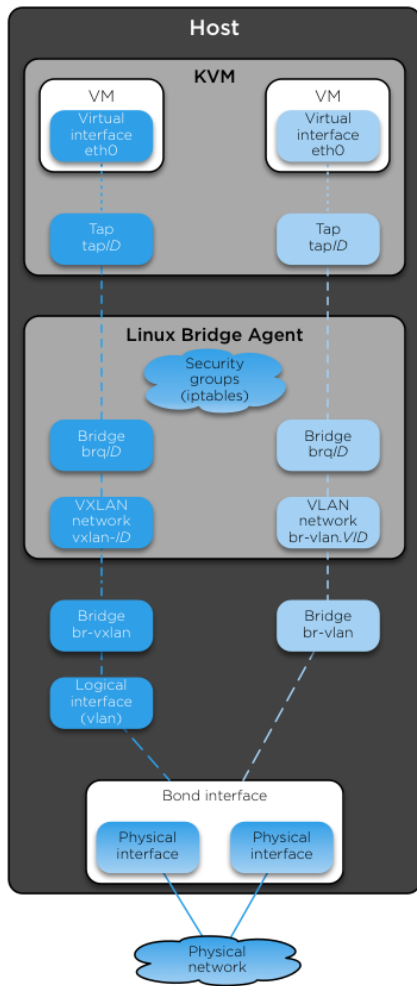 Host
KVM
VM
Virtual
interface
eth0
VM
Virtual
interface
eth0
Tap
tapID
Tap
tapID
Linux Bridge Agent
Security
groups
(iptables)
Bridge
brqID
Bridge
brqID
VXLAN
network
vxlan-ID
VLAN
network
br-vlan.VID
Bridge
br-vxlan
Bridge
br-vlan
Logical
interface
(vlan)
Bond interface
Physical
interface
Physical
interface
Physical
network